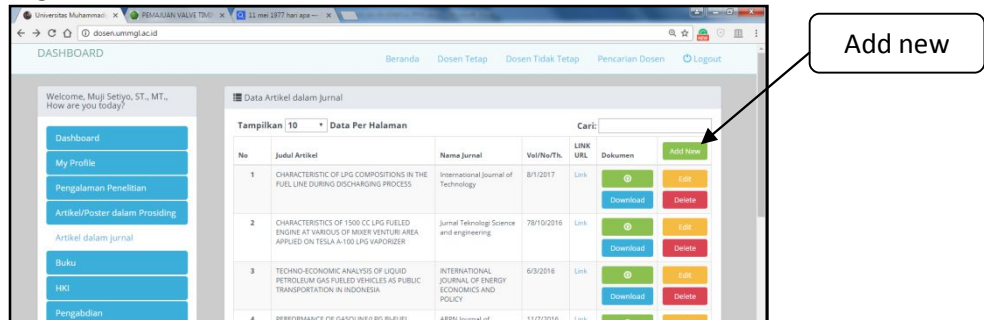 Universitas Muhammadi
PEMAJUAN VALVE TIMI
11 mei 1977 hari apa —
dosen.ummgl.ac.id
Add new
DASHBOARD
Beranda Dosen Tetap Dosen Tidak Tetap Pencarian Dosen Logout
Welcome, Muji Setiyo, ST., MT.,
How are you today?
Dashboard
My Profile
Pengalaman Penelitian
Artikel/Poster dalam Prosiding
Artikel dalam jurnal
Buku
HKI
Pengabdian
Data Artikel dalam Jurnal
Tampilkan 10 Data Per Halaman Cari:
No Judul Artikel Nama Jurnal Vol/No/Th. LINK URL Dokumen Add New
1 CHARACTERISTIC OF LPG COMPOSITIONS IN THE International Journal of 8/1/2017 Link Edit
FUEL LINE DURING DISCHARGING PROCESS Technology
Download Delete
2 CHARACTERISTICS OF 1500 CC LPG FUELED Jurnal Teknologi Science 78/10/2016 Link Edit
ENGINE AT VARIOUS OF MIXER VENTURI AREA and engineering
APPLIED ON TESLA A-100 LPG VAPORIZER Download Delete
3 TECHNO-ECONOMIC ANALYSIS OF LIQUID INTERNATIONAL 6/3/2016 Link Edit
PETROLEUM GAS FUELED VEHICLES AS PUBLIC JOURNAL OF ENERGY
TRANSPORTATION IN INDONESIA ECONOMICS AND Download Delete
POLICY
4 PERFORMANCE OF GASOLINE/LPG BI-FUEL ARPN Journal of 11/7/2016 Link